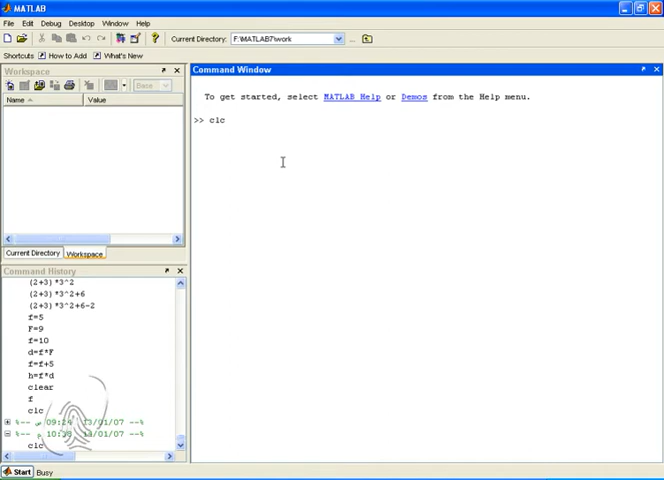 MATLAB
File Edit Debug Desktop Window Help
Current Directory: F:\MATLAB7\work
Shortcuts How to Add What's New
Workspace
Base
Name Value
Current Directory Workspace
Command History
(2+3)*3^2
(2+3)*3^2+6
(2+3)*3^2+6-2
f=5
F=9
f=10
d=f*F
f=f+5
h=f*d
clear
f
clc
clc
Command Window
To get started, select MATLAB Help or Demos from the Help menu.
>> clc
Start Busy